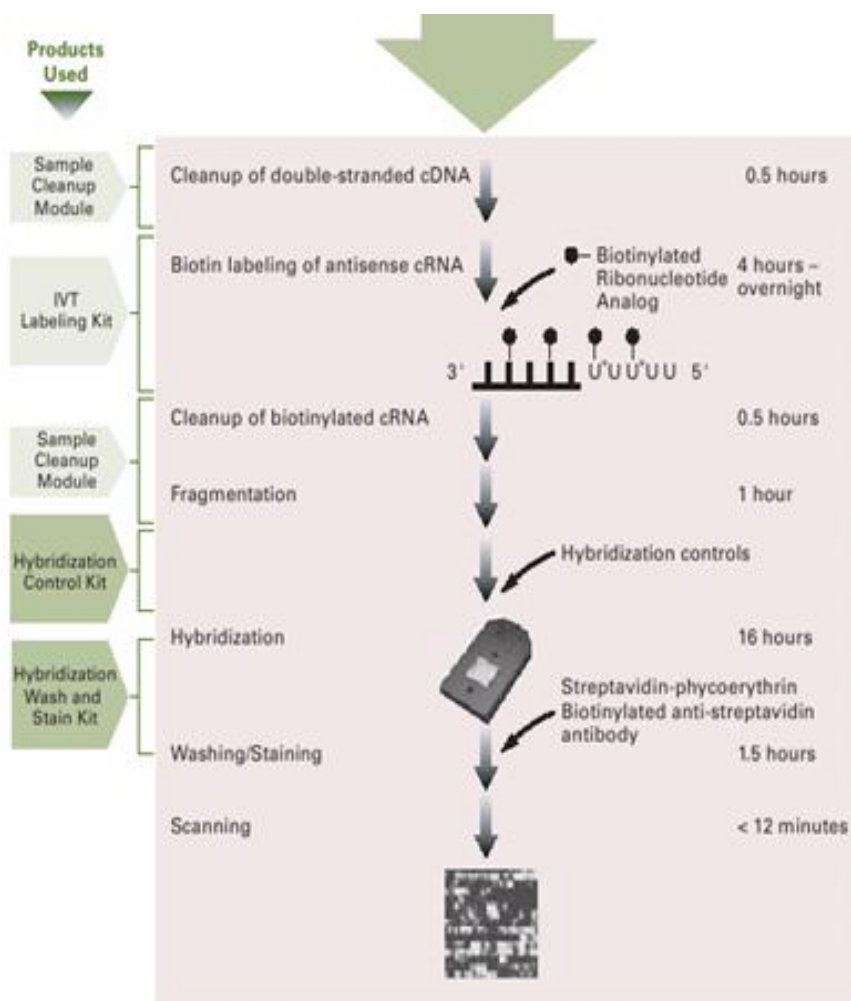 Products
Used
Sample
Cleanup
Module
Cleanup of double-stranded cDNA
0.5 hours
IVT
Labeling Kit
Biotin labeling of antisense cRNA
Biotinylated
Ribonucleotide
Analog
4 hours –
overnight
3' U*UU*UU 5'
Sample
Cleanup
Module
Cleanup of biotinylated cRNA
0.5 hours
Fragmentation
1 hour
Hybridization
Control Kit
Hybridization controls
Hybridization
Wash and
Stain Kit
Hybridization
16 hours
Streptavidin-phycoerythrin
Biotinylated anti-streptavidin
antibody
Washing/Staining
1.5 hours
Scanning
< 12 minutes